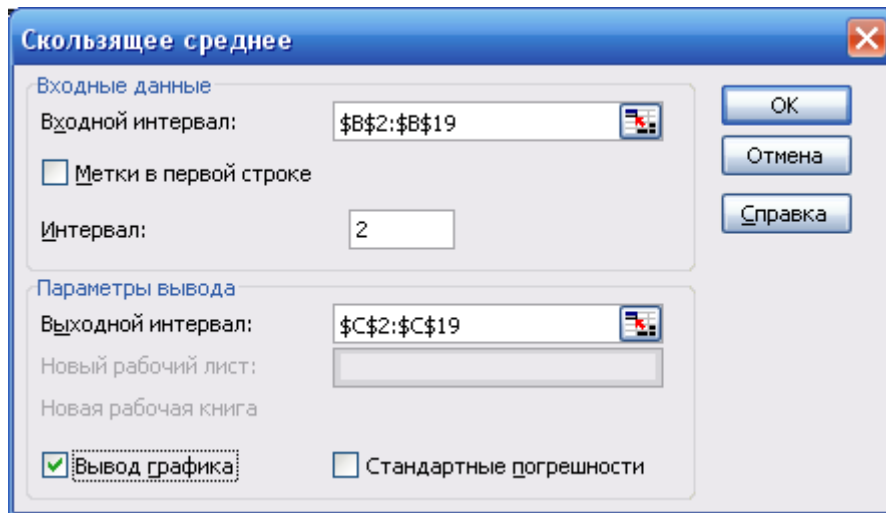 Скользящее среднее
Входные данные
Входной интервал: $B$2:$B$19
Метки в первой строке
Интервал: 2
Параметры вывода
Выходной интервал: $C$2:$C$19
Новый рабочий лист:
Новая рабочая книга
Вывод графика Стандартные погрешности
ОК
Отмена
Справка